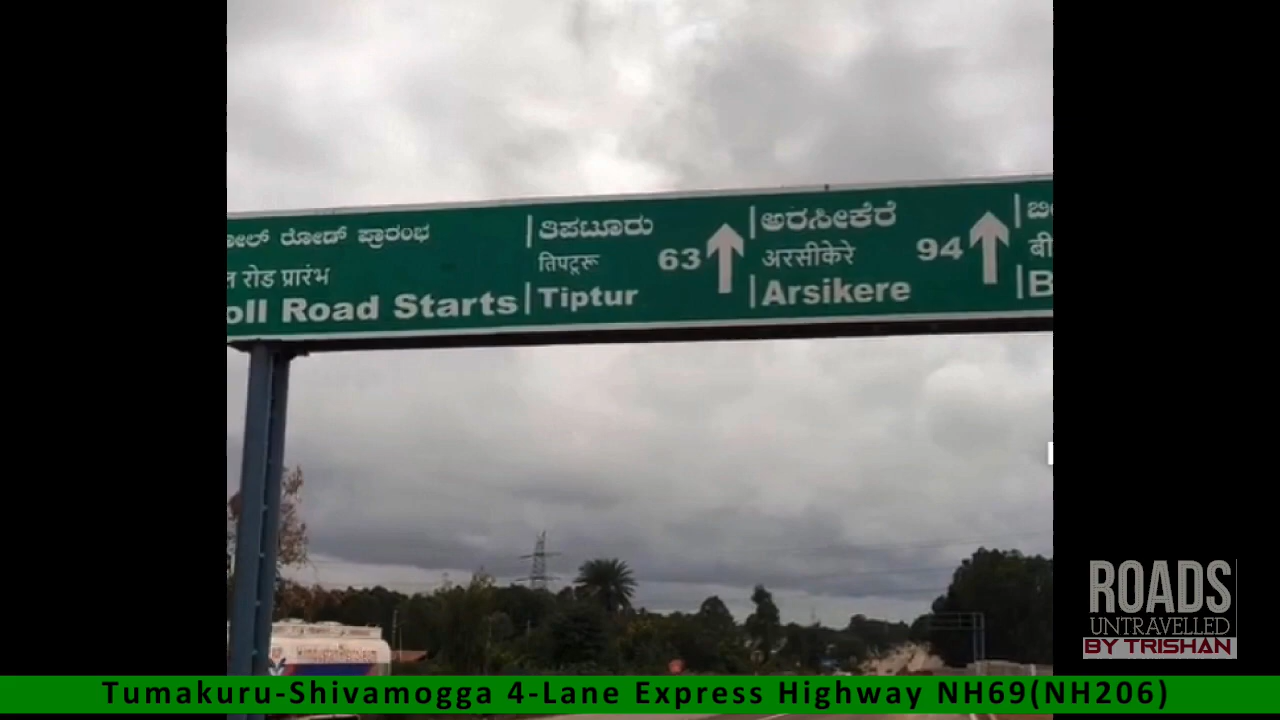 ೋಲ್ ರೋಡ್ ಪ್ರಾರಂಭ
ल रोड प्रारंभ
oll Road Starts
ತಿಪಟೂರು
तिपटूरू
Tiptur
63
ಅರಸೀಕೆರೆ
अरसीकेरे
Arsikere
94
ಬೀ
बी
B
ROADS
UNTRAVELLED
BY TRISHAN
Tumakuru-Shivamogga 4-Lane Express Highway NH69(NH206)